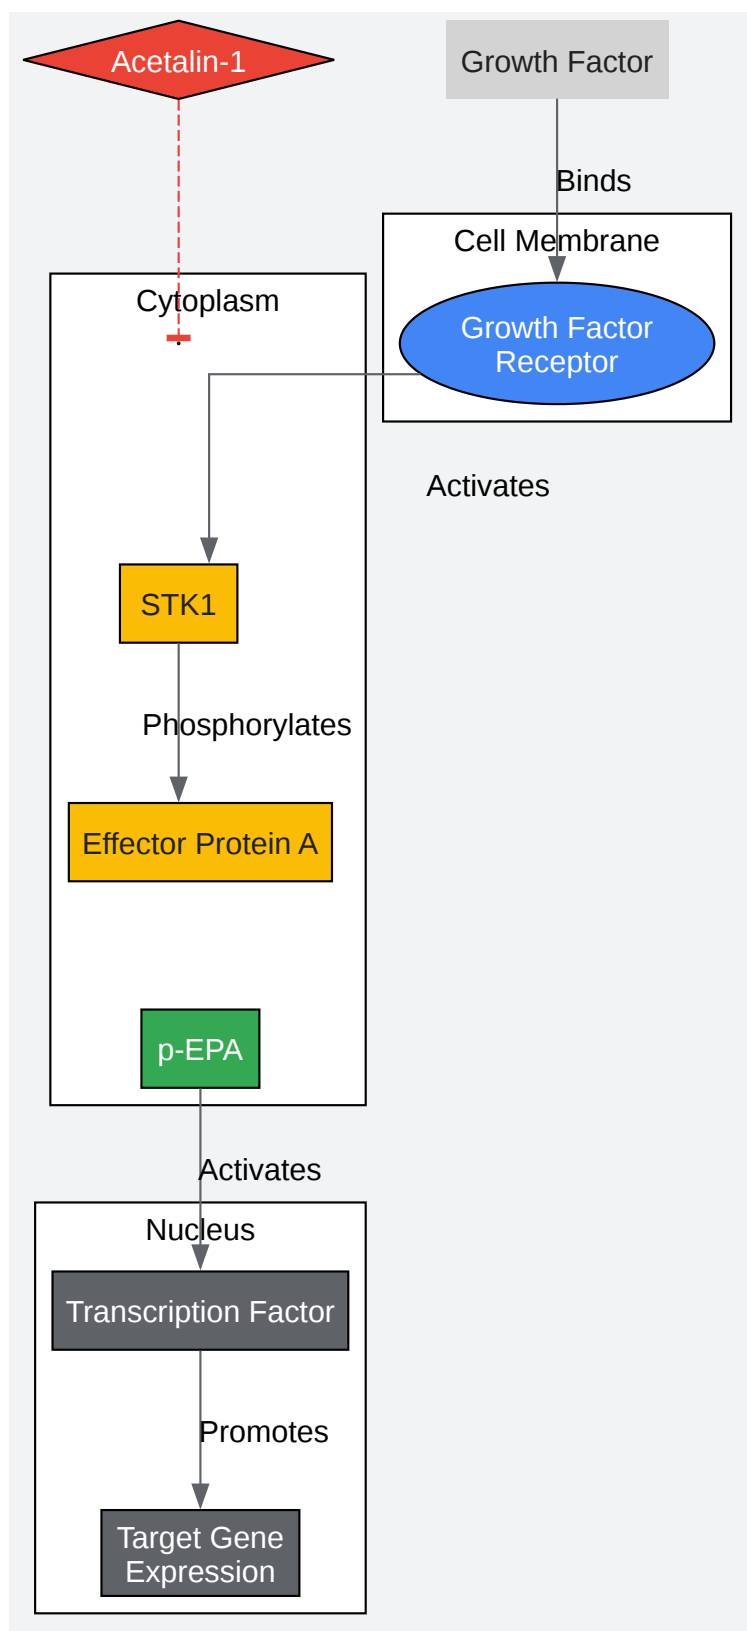 Acetalin-1
Growth Factor
Binds
Cell Membrane
Cytoplasm
Growth Factor
Receptor
Activates
STK1
Phosphorylates
Effector Protein A
p-EPA
Activates
Nucleus
Transcription Factor
Promotes
Target Gene
Expression